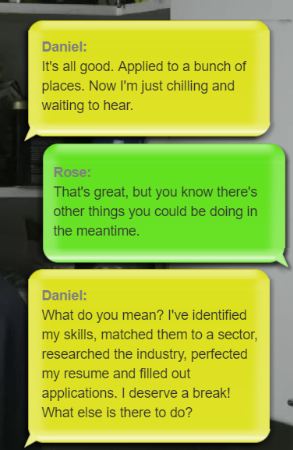 Daniel:
It's all good. Applied to a bunch of
places. Now I'm just chilling and
waiting to hear.
Rose:
That's great, but you know there's
other things you could be doing in
the meantime.
Daniel:
What do you mean? I've identified
my skills, matched them to a sector,
researched the industry, perfected
my resume and filled out
applications. I deserve a break!
What else is there to do?